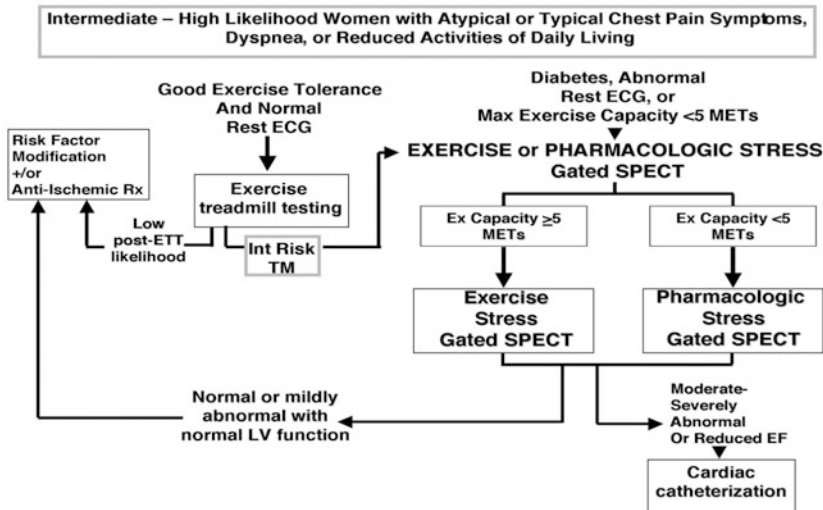 Intermediate – High Likelihood Women with Atypical or Typical Chest Pain Symptoms,
Dyspnea, or Reduced Activities of Daily Living
Good Exercise Tolerance
And Normal
Rest ECG
Diabetes, Abnormal
Rest ECG, or
Max Exercise Capacity <5 METs
Risk Factor
Modification
+/or
Anti-Ischemic Rx
EXERCISE or PHARMACOLOGIC STRESS
Gated SPECT
Exercise
treadmill testing
Low
post-ETT
likelihood
Int Risk
TM
Ex Capacity ≥5
METs
Ex Capacity <5
METs
Exercise
Stress
Gated SPECT
Pharmacologic
Stress
Gated SPECT
Normal or mildly
abnormal with
normal LV function
Moderate-
Severely
Abnormal
Or Reduced EF
Cardiac
catheterization